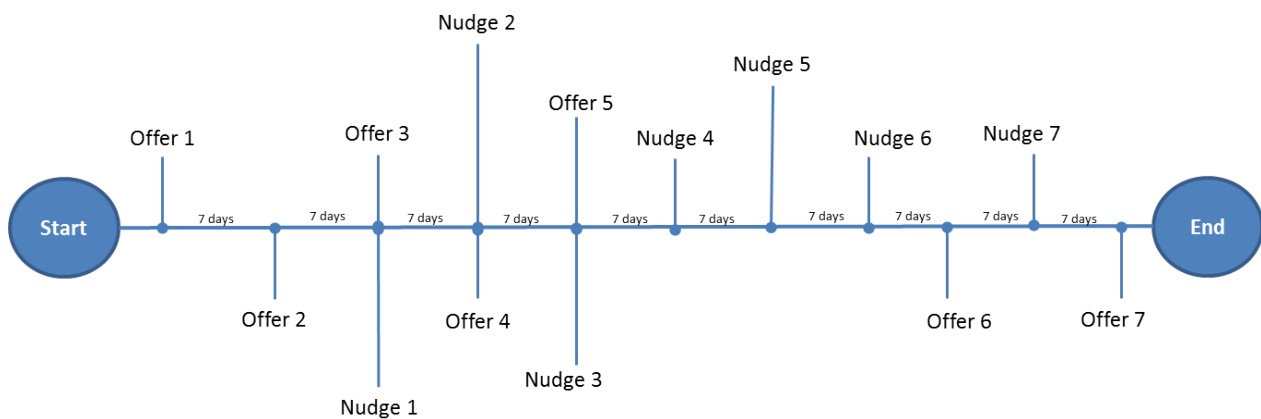 Nudge 2
Nudge 5
Offer 5
Offer 1
Offer 3
Nudge 4
Nudge 6
Nudge 7
Start
7 days
7 days
7 days
7 days
7 days
7 days
7 days
7 days
7 days
7 days
End
Offer 2
Offer 4
Offer 6
Offer 7
Nudge 3
Nudge 1